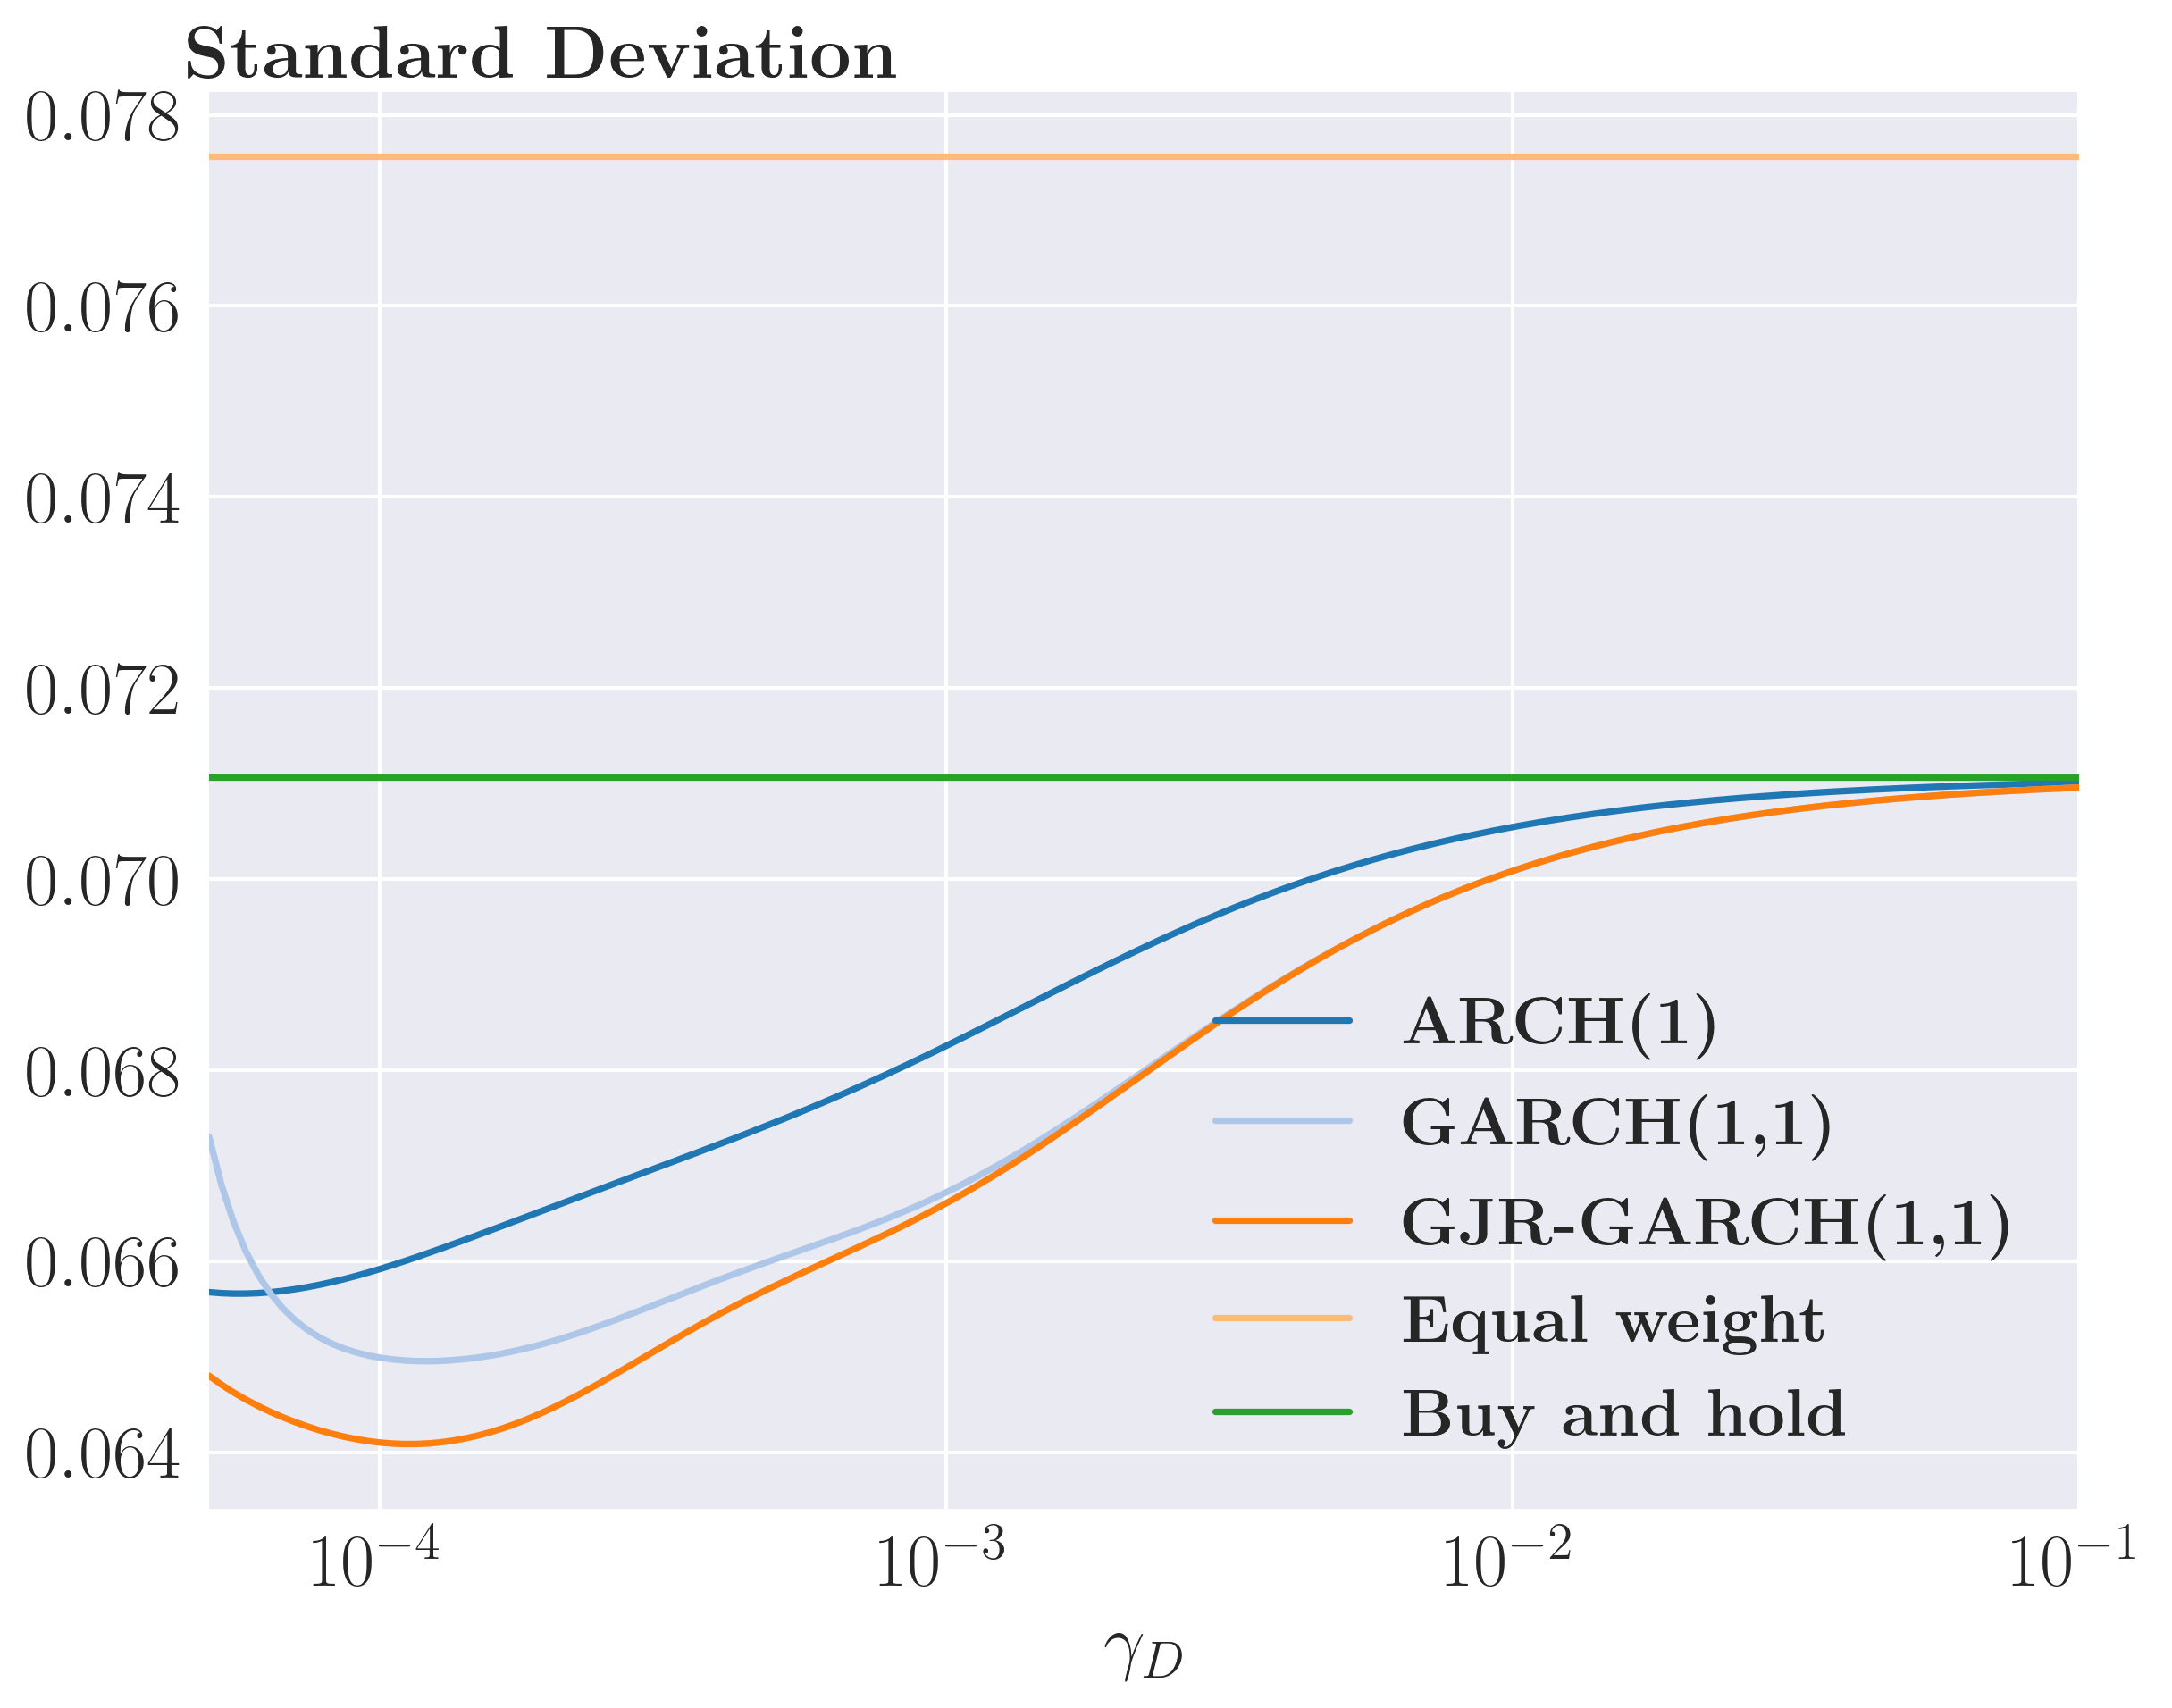 Standard Deviation
0.078
0.076
0.074
0.072
0.070
0.068
0.066
0.064
ARCH(1)
GARCH(1,1)
GJR-GARCH(1,1)
Equal weight
Buy and hold
10⁻⁴ 10⁻³ 10⁻² 10⁻¹
γ_D